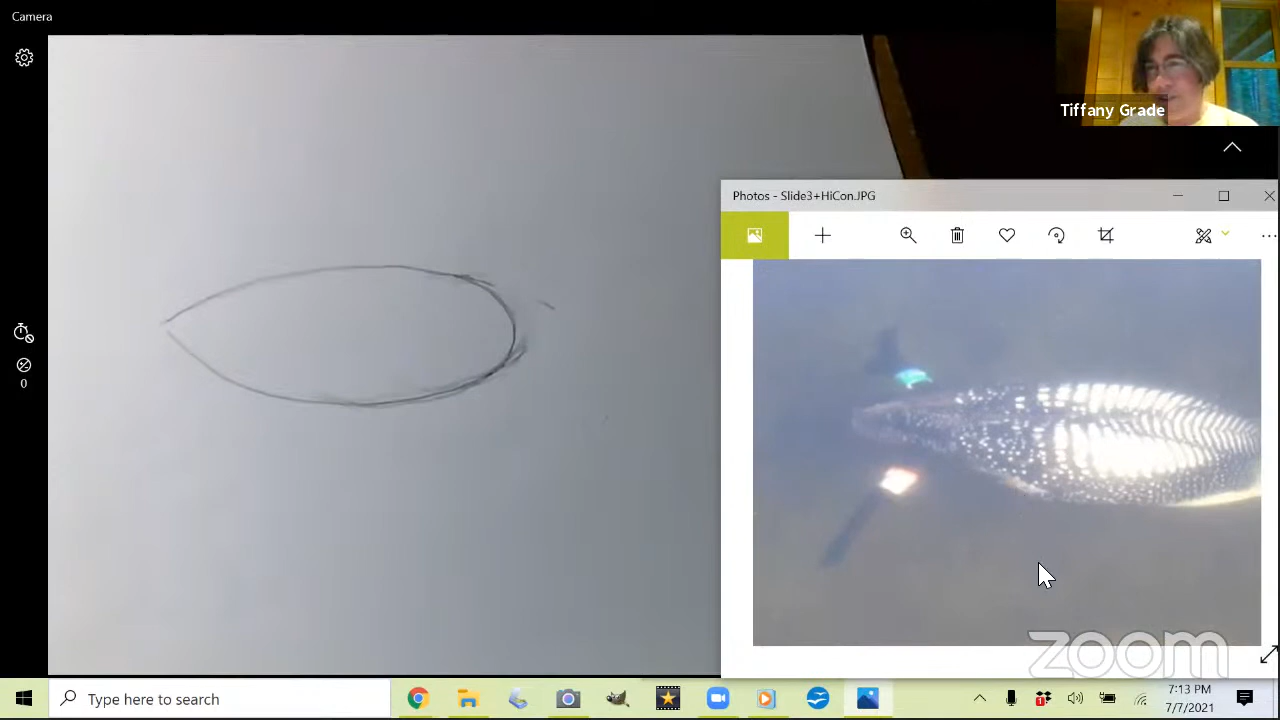 Camera
Tiffany Grade
Photos - Slide3+HiCon.JPG
0
zoom
Type here to search
1
7:13 PM
7/7/2021